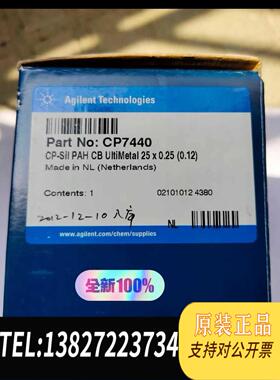 Agilent Technologies
Part No: CP7440
CP-Sil PAH CB UltiMetal 25 x 0.25 (0.12)
Made in NL (Netherlands)
Contents: 1
02101012 4380
2012-12-10 入库
NL
www.agilent.com/chem/supplies
全新100%
原装正品
支持对公开票
TEL:13827223734